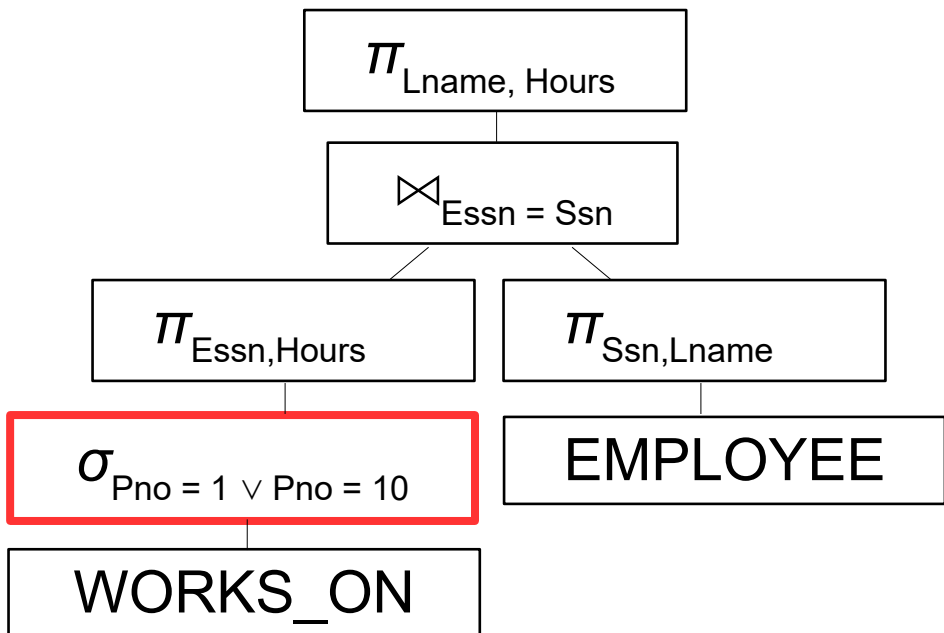 π Lname, Hours
⋈ Essn = Ssn
π Essn,Hours
π Ssn,Lname
σ Pno = 1 ∨ Pno = 10
EMPLOYEE
WORKS_ON